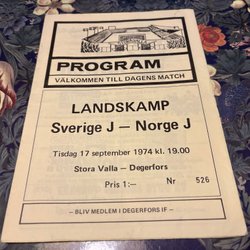 PROGRAM
VÄLKOMMEN TILL DAGENS MATCH
LANDSKAMP
Sverige J — Norge J
Tisdag 17 september 1974 kl. 19.00
Stora Valla — Degerfors
Pris 1:— Nr 526
— BLIV MEDLEM I DEGERFORS IF —